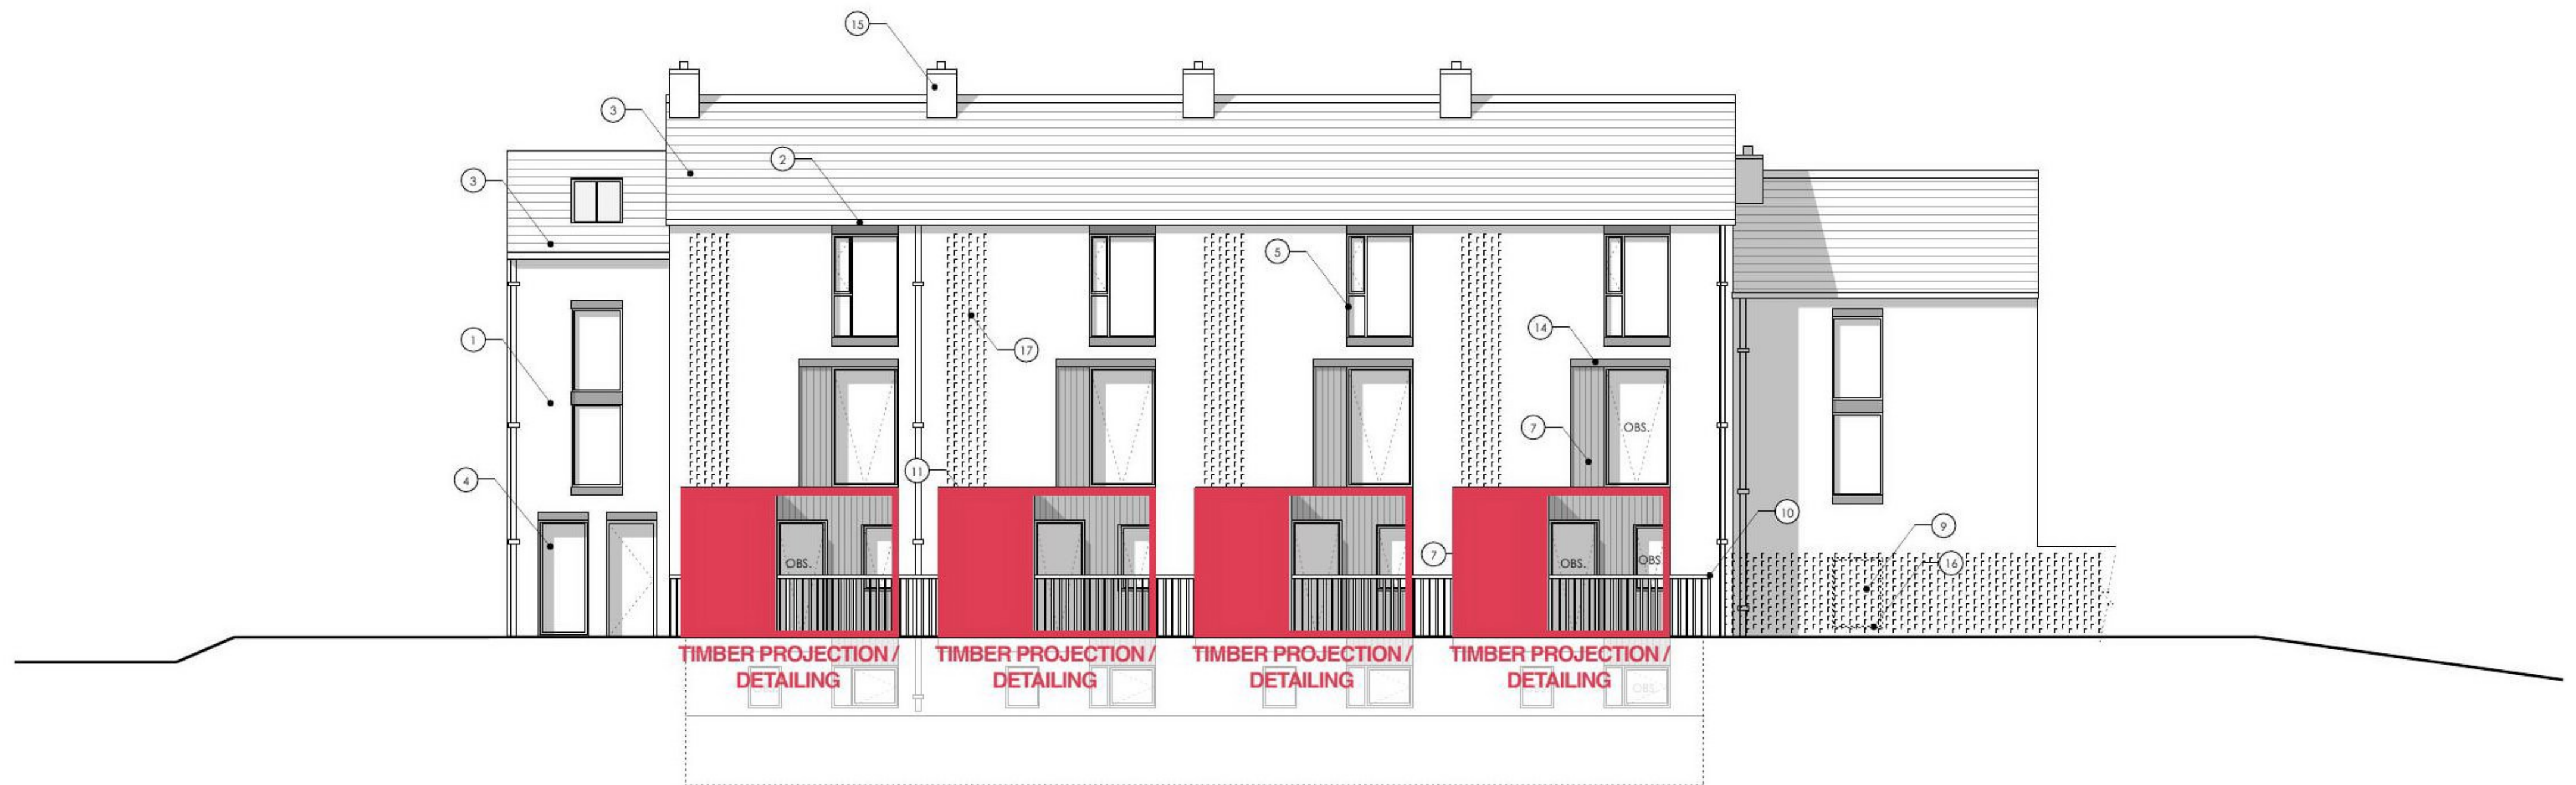 15
3
2
3
5
14
1
17
7
OBS.
11
4
10
9
7
16
OBS.
OBS.
OBS.
TIMBER PROJECTION /
DETAILING
TIMBER PROJECTION /
DETAILING
TIMBER PROJECTION /
DETAILING
TIMBER PROJECTION /
DETAILING
OBS.